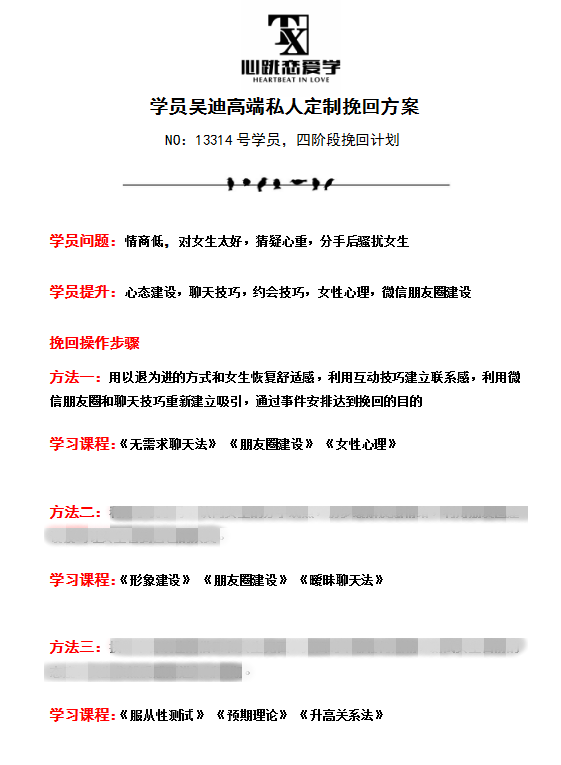 TX
心跳恋爱学
HEARTBEAT IN LOVE
学员吴迪高端私人定制挽回方案
NO：13314 号学员，四阶段挽回计划
学员问题：情商低，对女生太好，猜疑心重，分手后骚扰女生
学员提升：心态建设，聊天技巧，约会技巧，女性心理，微信朋友圈建设
挽回操作步骤
方法一：用以退为进的方式和女生恢复舒适感，利用互动技巧建立联系感，利用微
信朋友圈和聊天技巧重新建立吸引，通过事件安排达到挽回的目的
学习课程：《无需求聊天法》 《朋友圈建设》 《女性心理》
方法二：
学习课程：《形象建设》 《朋友圈建设》 《暧昧聊天法》
方法三：
学习课程：《服从性测试》 《预期理论》 《升高关系法》